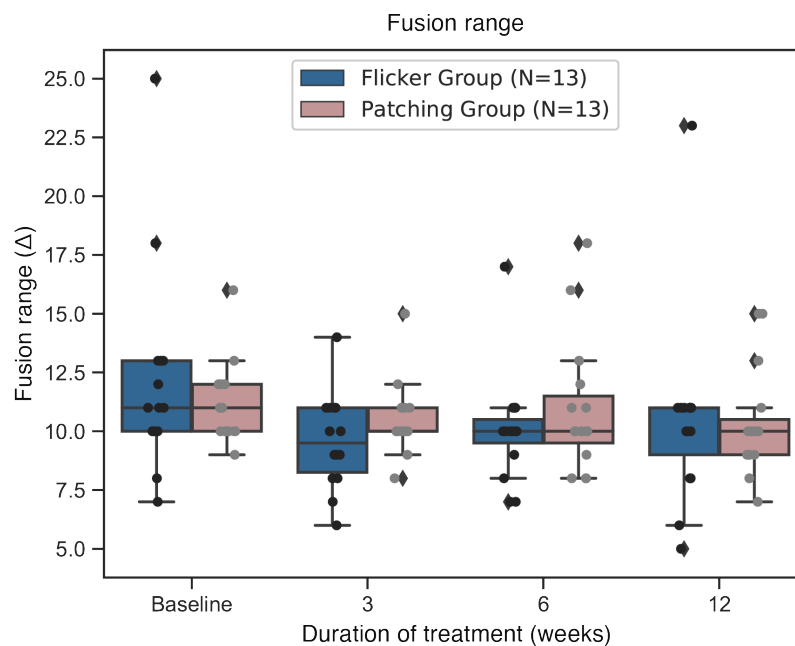 Fusion range
Flicker Group (N=13)
Patching Group (N=13)
Fusion range (Δ)
25.0
22.5
20.0
17.5
15.0
12.5
10.0
7.5
5.0
Baseline 3 6 12
Duration of treatment (weeks)